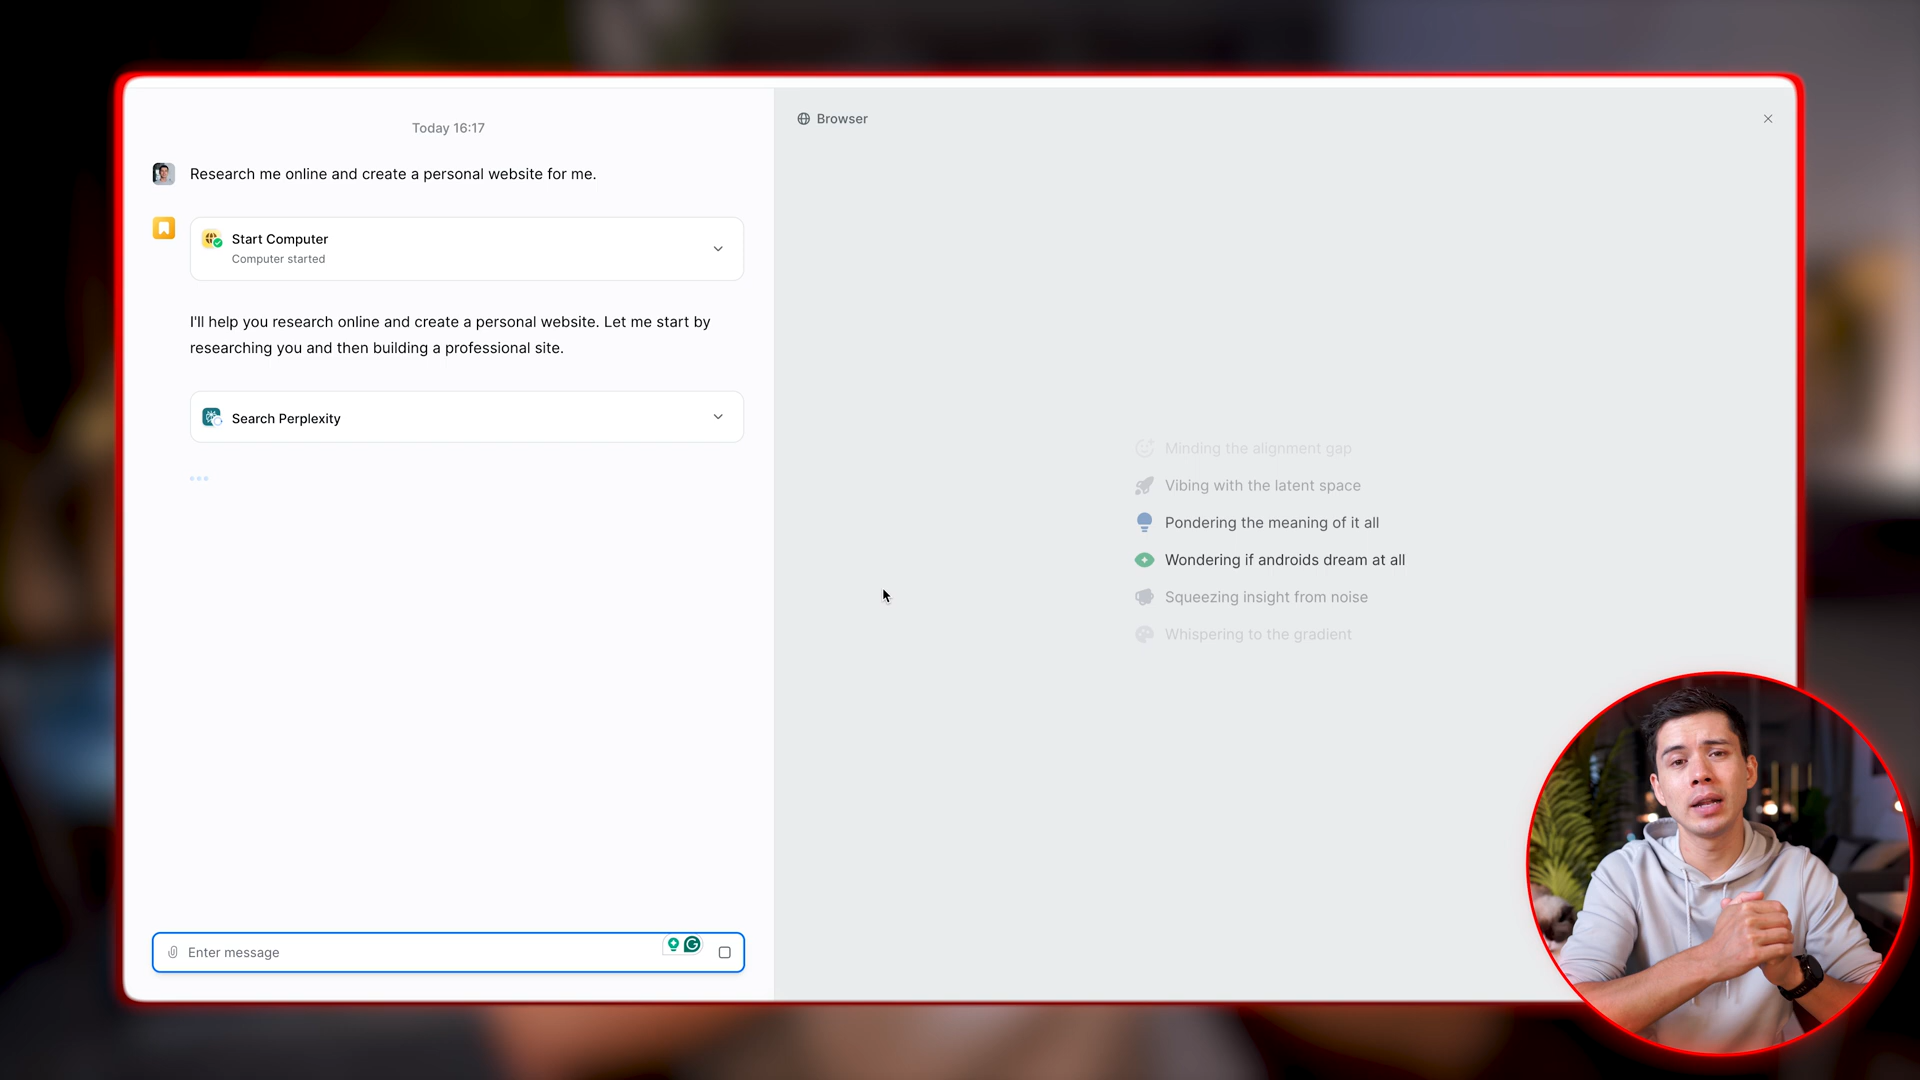 Today 16:17
Research me online and create a personal website for me.
Start Computer
Computer started
I'll help you research online and create a personal website. Let me start by
researching you and then building a professional site.
Search Perplexity
Enter message
Browser
Minding the alignment gap
Vibing with the latent space
Pondering the meaning of it all
Wondering if androids dream at all
Squeezing insight from noise
Whispering to the gradient